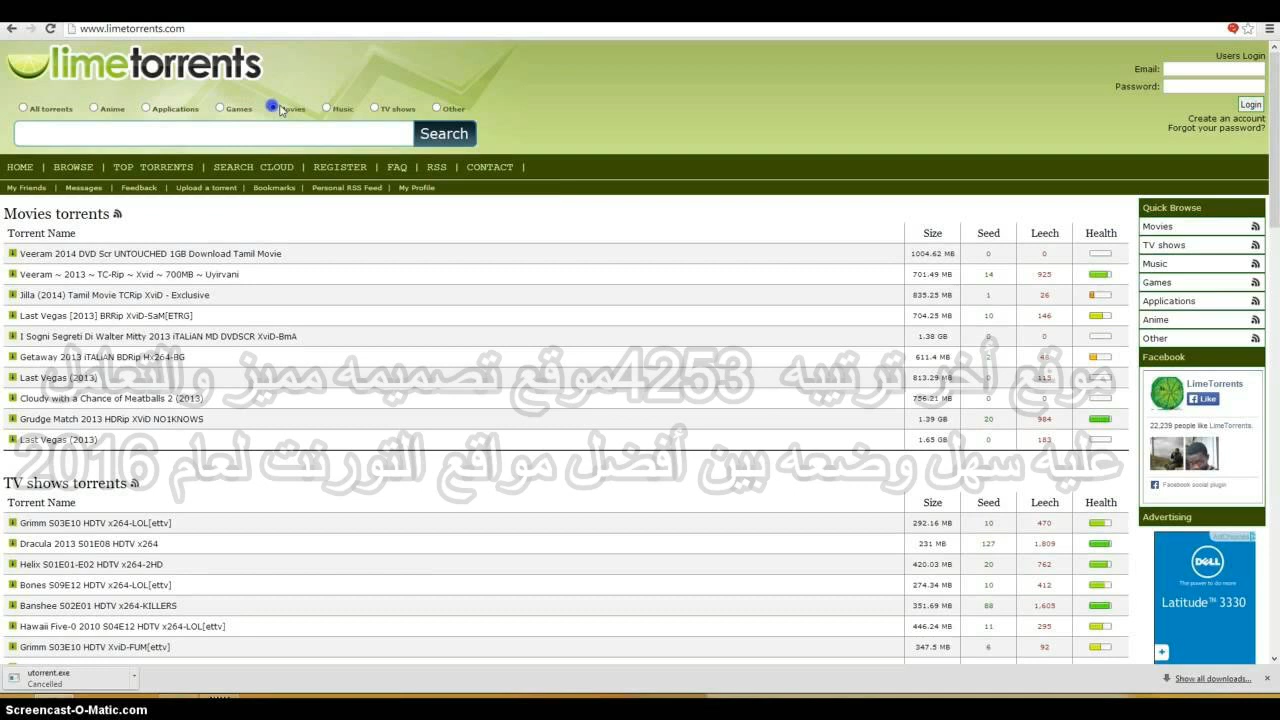 www.limetorrents.com
limetorrents
Users Login
Email:
Password:
Login
Create an account
Forgot your password?
All torrents Anime Applications Games Movies Music TV shows Other
Search
HOME | BROWSE | TOP TORRENTS | SEARCH CLOUD | REGISTER | FAQ | RSS | CONTACT |
My Friends | Messages | Feedback | Upload a torrent | Bookmarks | Personal RSS Feed | My Profile
Movies torrents
Torrent Name Size Seed Leech Health
Veeram 2014 DVD Scr UNTOUCHED 1GB Download Tamil Movie 1004.62 MB 0 0
Veeram ~ 2013 ~ TC-Rip ~ Xvid ~ 700MB ~ Uyirvani 701.49 MB 14 925
Jilla (2014) Tamil Movie TCRip XviD - Exclusive 835.25 MB 1 26
Last Vegas [2013] BRRip XviD-SaM[ETRG] 704.25 MB 10 146
I Sogni Segreti Di Walter Mitty 2013 iTALiAN MD DVDSCR XviD-BmA 1.38 GB 0 0
Getaway 2013 iTALiAN BDRip Hx264-BG 611.4 MB 2 48
Last Vegas (2013) 813.29 MB 0 115
Cloudy with a Chance of Meatballs 2 (2013) 756.21 MB 0 0
Grudge Match 2013 HDRip XViD NO1KNOWS 1.39 GB 20 984
Last Vegas (2013) 1.65 GB 0 183
موقع أخر ترتيبه 4253موقع تصميمه مميز والتعامل
عليه سهل وضعه بين أفضل مواقع التورنت لعام 2016
TV shows torrents
Torrent Name Size Seed Leech Health
Grimm S03E10 HDTV x264-LOL[ettv] 292.16 MB 10 470
Dracula 2013 S01E08 HDTV x264 231 MB 127 1,809
Helix S01E01-E02 HDTV x264-2HD 420.03 MB 20 762
Bones S09E12 HDTV x264-LOL[ettv] 274.34 MB 10 412
Banshee S02E01 HDTV x264-KILLERS 351.69 MB 88 1,605
Hawaii Five-0 2010 S04E12 HDTV x264-LOL[ettv] 446.24 MB 11 295
Grimm S03E10 HDTV XviD-FUM[ettv] 347.5 MB 6 92
Quick Browse
Movies
TV shows
Music
Games
Applications
Anime
Other
Facebook
LimeTorrents
Like
22,239 people like LimeTorrents.
Facebook social plugin
Advertising
AdChoices
DELL
The power to do more
Latitude™ 3330
utorrent.exe
Cancelled
Show all downloads...
Screencast-O-Matic.com